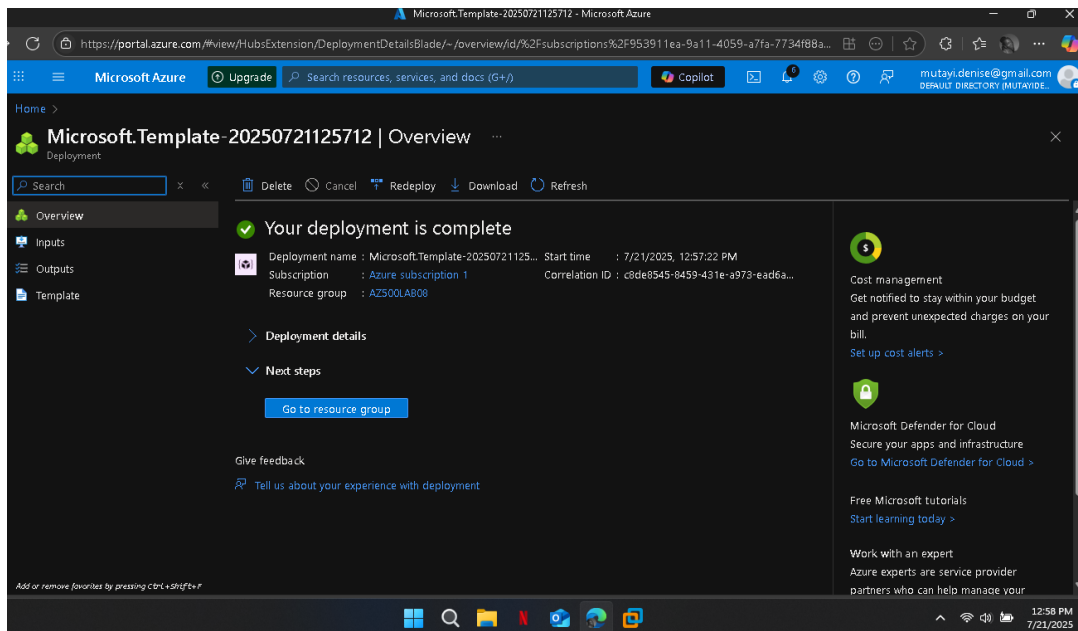 Microsoft.Template-20250721125712 - Microsoft Azure
https://portal.azure.com/#view/HubsExtension/DeploymentDetailsBlade/~/overview/id/%2Fsubscriptions%2F953911ea-9a11-4059-a7fa-7734f88a...
Microsoft Azure
Upgrade
Search resources, services, and docs (G+/)
Copilot
6
mutayi.denise@gmail.com
DEFAULT DIRECTORY (MUTAYIDE...
Home >
Microsoft.Template-20250721125712 | Overview ...
Deployment
Search
Delete Cancel Redeploy Download Refresh
Overview
Inputs
Outputs
Template
Your deployment is complete
Deployment name : Microsoft.Template-20250721125... Start time : 7/21/2025, 12:57:22 PM
Subscription : Azure subscription 1 Correlation ID : c8de8545-8459-431e-a973-ead6a...
Resource group : AZ500LAB08
Deployment details
Next steps
Go to resource group
Give feedback
Tell us about your experience with deployment
Cost management
Get notified to stay within your budget
and prevent unexpected charges on your
bill.
Set up cost alerts >
Microsoft Defender for Cloud
Secure your apps and infrastructure
Go to Microsoft Defender for Cloud >
Free Microsoft tutorials
Start learning today >
Work with an expert
Azure experts are service provider
partners who can help manage your
Add or remove favorites by pressing Ctrl+Shift+F
12:58 PM
7/21/2025